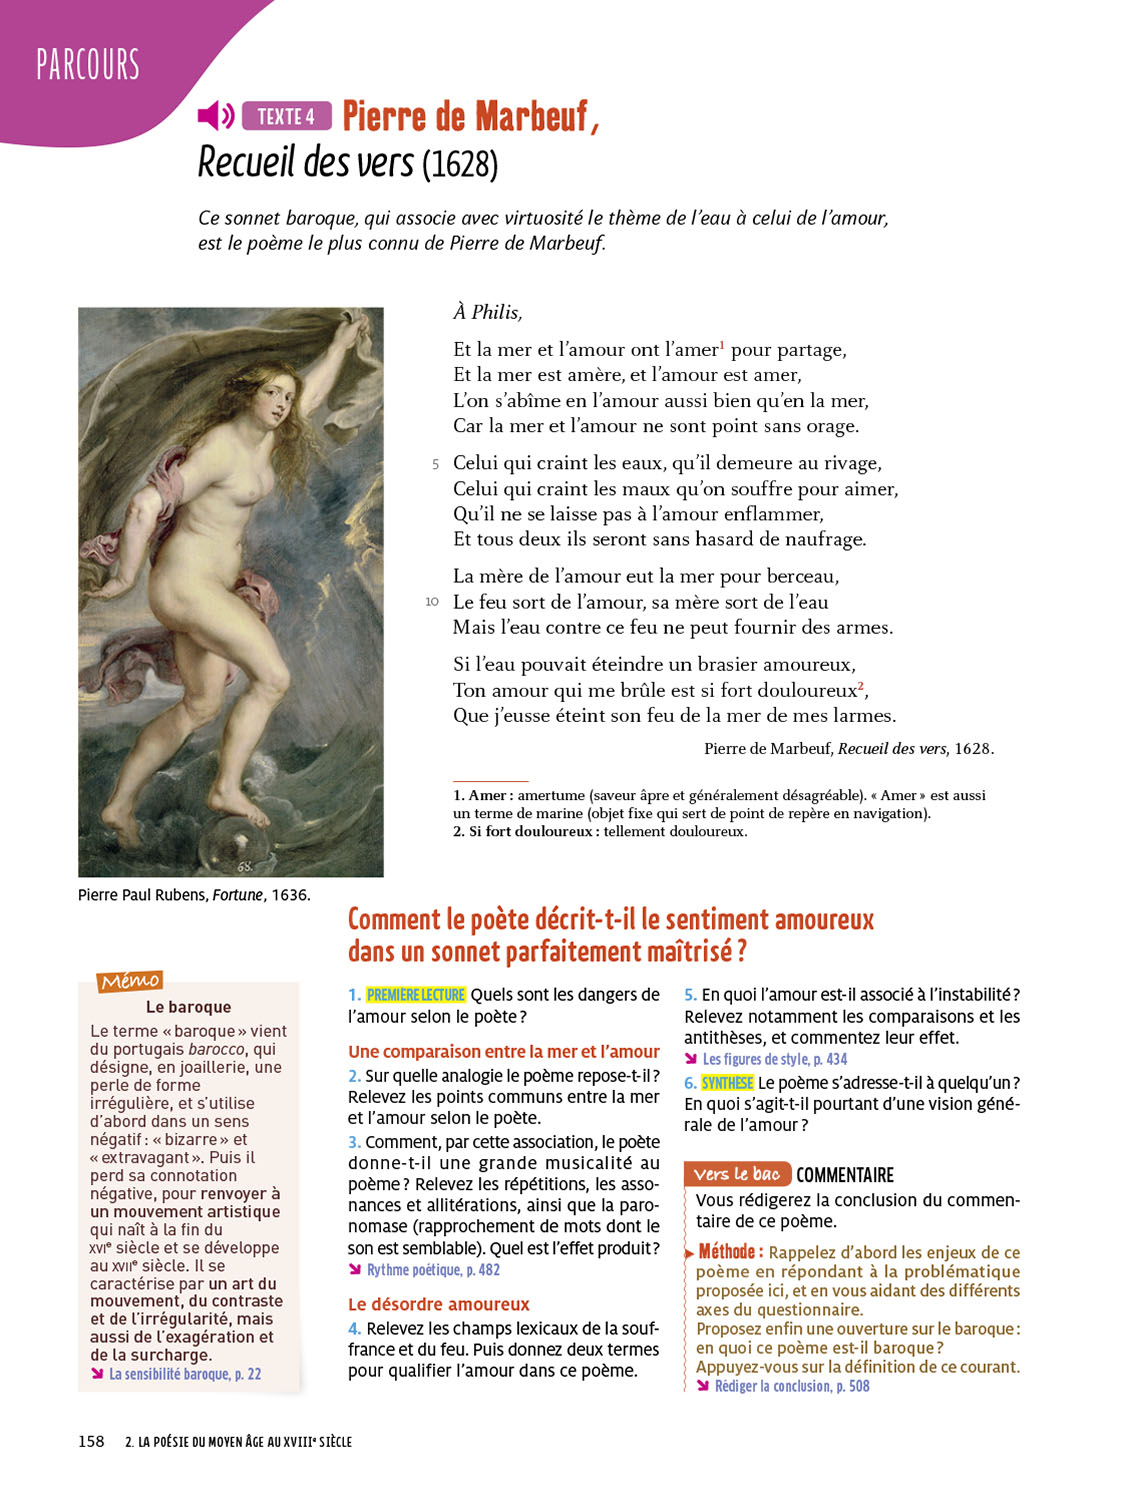 PARCOURS
TEXTE 4 Pierre de Marbeuf,
Recueil des vers (1628)
Ce sonnet baroque, qui associe avec virtuosité le thème de l'eau à celui de l'amour,
est le poème le plus connu de Pierre de Marbeuf.
À Philis,
Et la mer et l'amour ont l'amer1 pour partage,
Et la mer est amère, et l'amour est amer,
L'on s'abîme en l'amour aussi bien qu'en la mer,
Car la mer et l'amour ne sont point sans orage.
5 Celui qui craint les eaux, qu'il demeure au rivage,
Celui qui craint les maux qu'on souffre pour aimer,
Qu'il ne se laisse pas à l'amour enflammer,
Et tous deux ils seront sans hasard de naufrage.
La mère de l'amour eut la mer pour berceau,
10 Le feu sort de l'amour, sa mère sort de l'eau
Mais l'eau contre ce feu ne peut fournir des armes.
Si l'eau pouvait éteindre un brasier amoureux,
Ton amour qui me brûle est si fort douloureux2,
Que j'eusse éteint son feu de la mer de mes larmes.
Pierre de Marbeuf, Recueil des vers, 1628.
1. Amer : amertume (saveur âpre et généralement désagréable). « Amer » est aussi
un terme de marine (objet fixe qui sert de point de repère en navigation).
2. Si fort douloureux : tellement douloureux.
68.
Pierre Paul Rubens, Fortune, 1636.
Mémo
Le baroque
Le terme « baroque » vient
du portugais barocco, qui
désigne, en joaillerie, une
perle de forme
irrégulière, et s'utilise
d'abord dans un sens
négatif : « bizarre » et
« extravagant ». Puis il
perd sa connotation
négative, pour renvoyer à
un mouvement artistique
qui naît à la fin du
XVIe siècle et se développe
au XVIIe siècle. Il se
caractérise par un art du
mouvement, du contraste
et de l'irrégularité, mais
aussi de l'exagération et
de la surcharge.
La sensibilité baroque, p. 22
Comment le poète décrit-t-il le sentiment amoureux
dans un sonnet parfaitement maîtrisé ?
1. PREMIÈRE LECTURE Quels sont les dangers de
l'amour selon le poète ?
Une comparaison entre la mer et l'amour
2. Sur quelle analogie le poème repose-t-il ?
Relevez les points communs entre la mer
et l'amour selon le poète.
3. Comment, par cette association, le poète
donne-t-il une grande musicalité au
poème ? Relevez les répétitions, les asso-
nances et allitérations, ainsi que la paro-
nomase (rapprochement de mots dont le
son est semblable). Quel est l'effet produit ?
Rythme poétique, p. 482
Le désordre amoureux
4. Relevez les champs lexicaux de la souf-
france et du feu. Puis donnez deux termes
pour qualifier l'amour dans ce poème.
5. En quoi l'amour est-il associé à l'instabilité ?
Relevez notamment les comparaisons et les
antithèses, et commentez leur effet.
Les figures de style, p. 434
6. SYNTHÈSE Le poème s'adresse-t-il à quelqu'un ?
En quoi s'agit-t-il pourtant d'une vision géné-
rale de l'amour ?
Vers le bac COMMENTAIRE
Vous rédigerez la conclusion du commen-
taire de ce poème.
Méthode : Rappelez d'abord les enjeux de ce
poème en répondant à la problématique
proposée ici, et en vous aidant des différents
axes du questionnaire.
Proposez enfin une ouverture sur le baroque :
en quoi ce poème est-il baroque ?
Appuyez-vous sur la définition de ce courant.
Rédiger la conclusion, p. 508
158 2. LA POÉSIE DU MOYEN ÂGE AU XVIIIe SIÈCLE